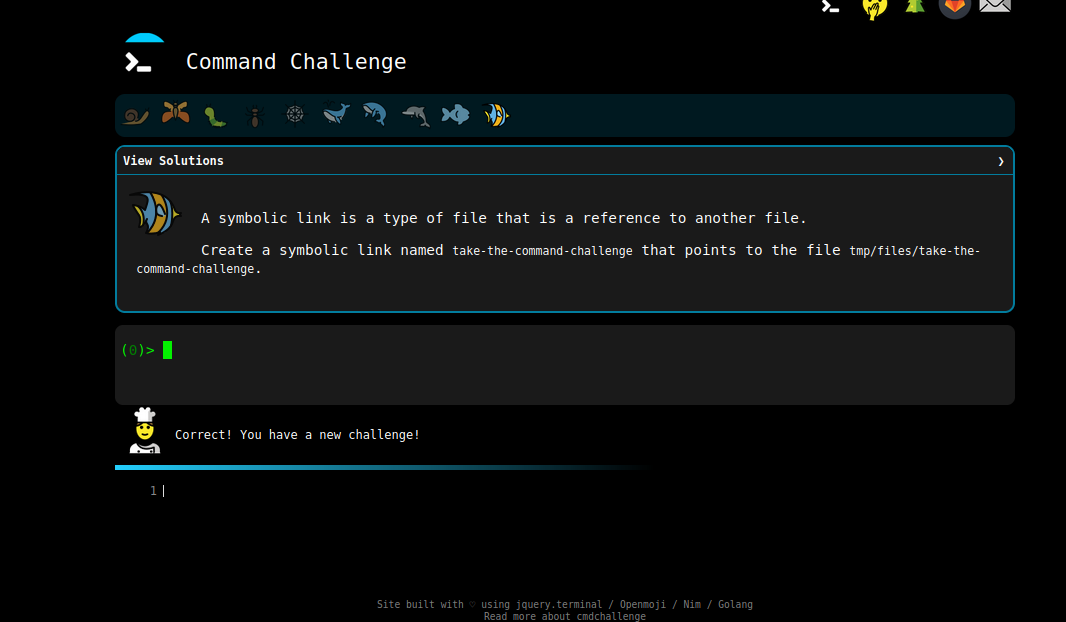 Command Challenge
View Solutions ❯
A symbolic link is a type of file that is a reference to another file.
Create a symbolic link named take-the-command-challenge that points to the file tmp/files/take-the-
command-challenge.
(0)>
Correct! You have a new challenge!
1
Site built with ♡ using jquery.terminal / Openmoji / Nim / Golang
Read more about cmdchallenge